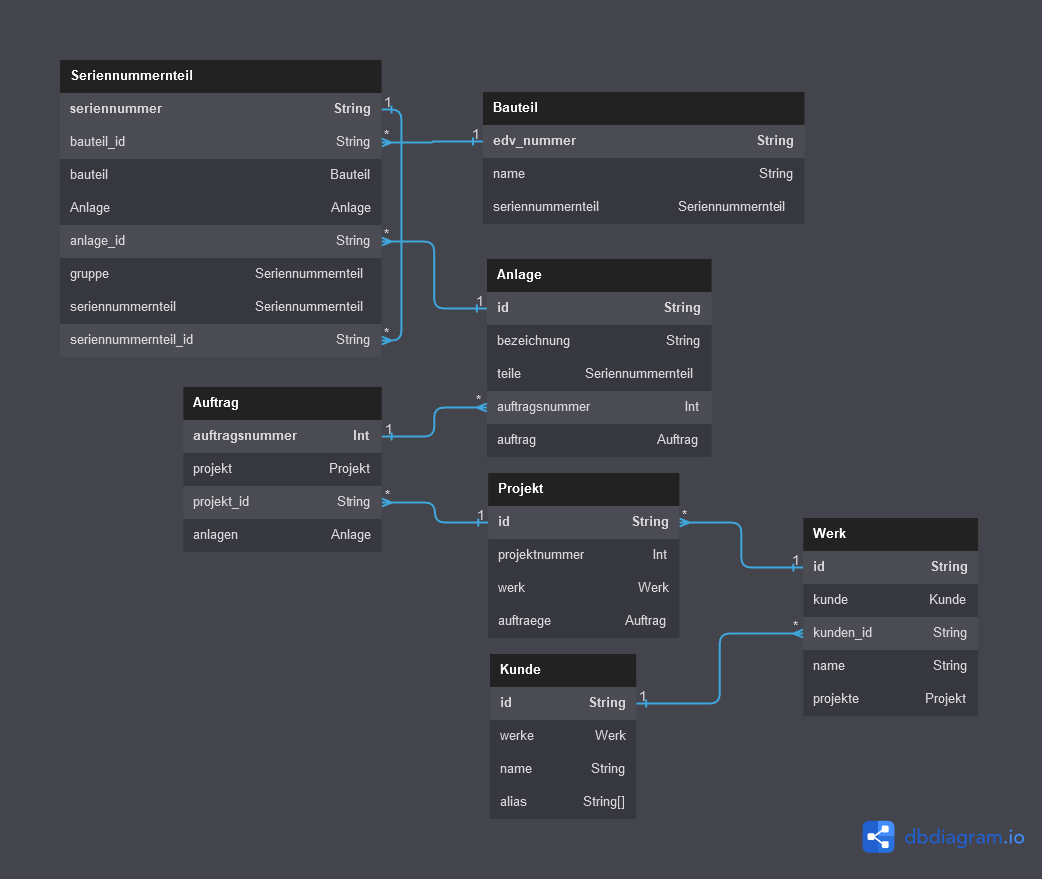 Seriennummernteil
seriennummer String 1
bauteil_id String *
bauteil Bauteil
Anlage Anlage
anlage_id String *
gruppe Seriennummernteil
seriennummernteil Seriennummernteil
seriennummernteil_id String *
Bauteil
1 edv_nummer String
name String
seriennummernteil Seriennummernteil
Anlage
1 id String
bezeichnung String
teile Seriennummernteil
* auftragsnummer Int
auftrag Auftrag
Auftrag
auftragsnummer Int 1
projekt Projekt
projekt_id String *
anlagen Anlage
Projekt
1 id String *
projektnummer Int
werk Werk
auftraege Auftrag
Werk
1 id String
kunde Kunde
* kunden_id String
name String
projekte Projekt
Kunde
id String 1
werke Werk
name String
alias String[]
dbdiagram.io